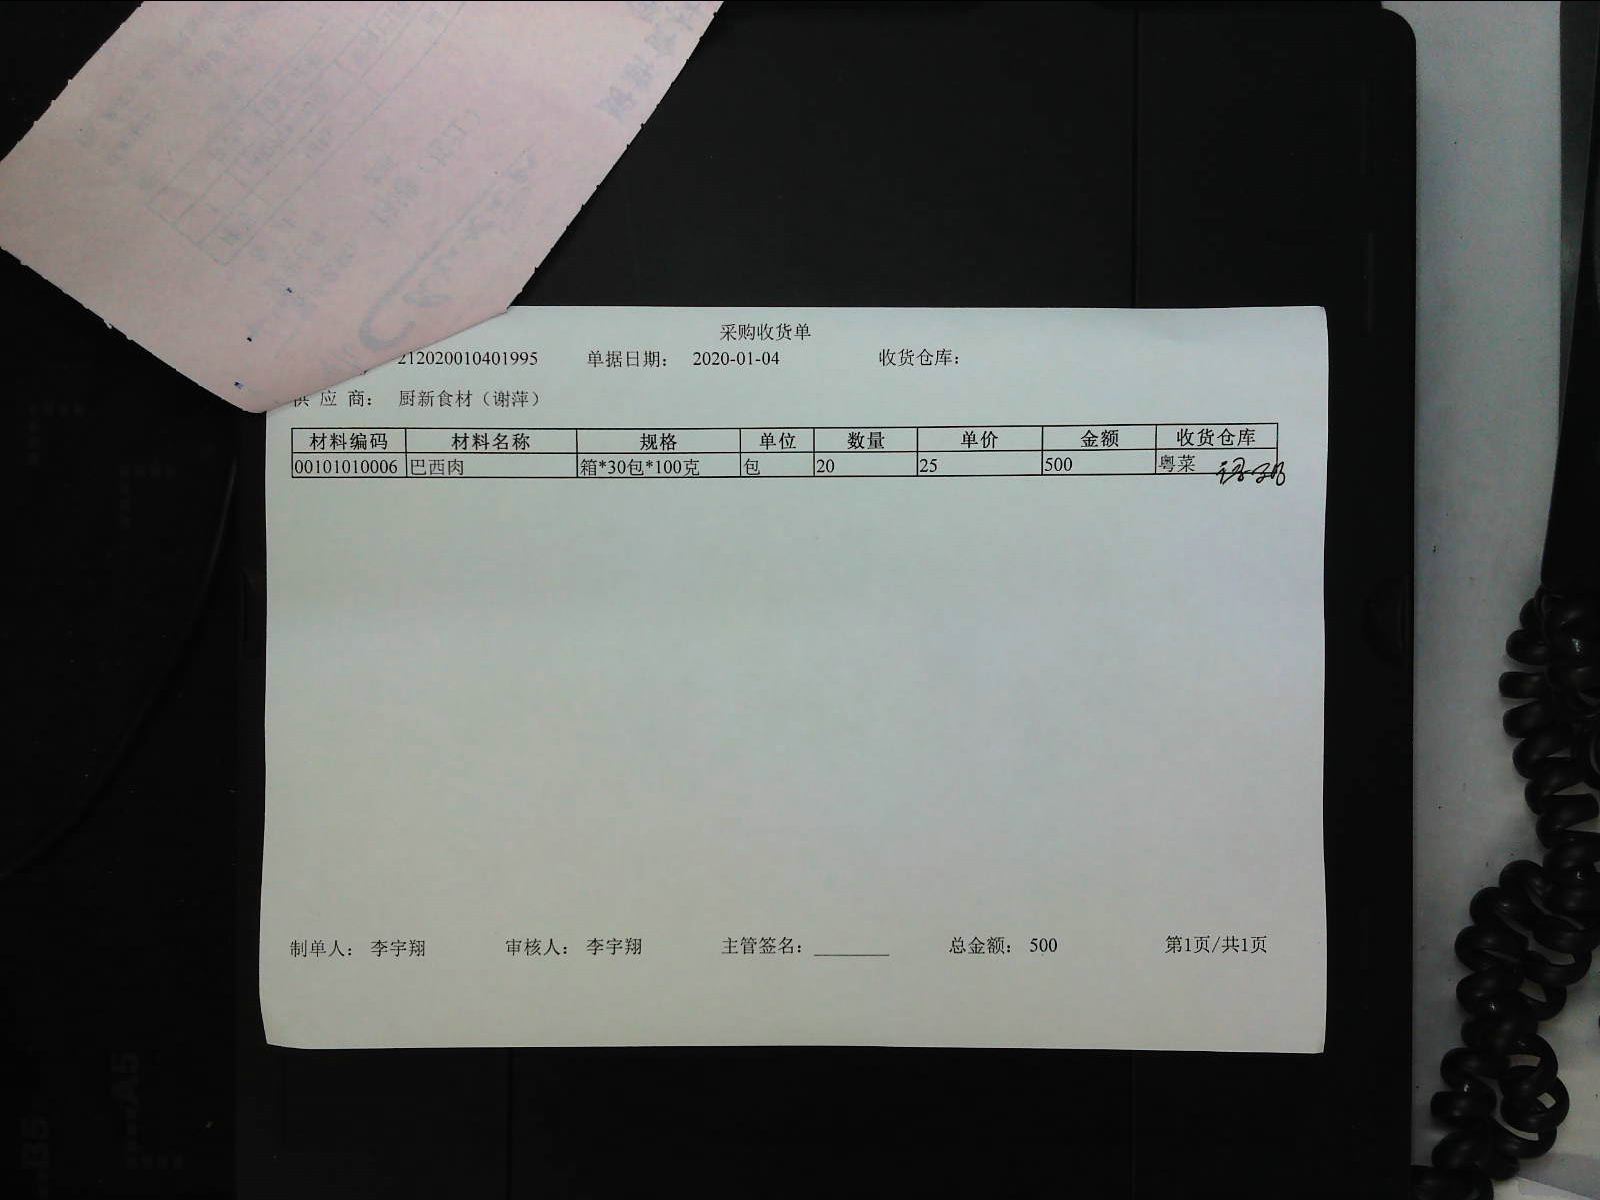 采购收货单
212020010401995 单据日期： 2020-01-04 收货仓库：
供 应 商： 厨新食材（谢萍）
材料编码 材料名称 规格 单位 数量 单价 金额 收货仓库
00101010006 巴西肉 箱*30包*100克 包 20 25 500 粤菜
制单人： 李宇翔 审核人： 李宇翔 主管签名：________ 总金额： 500 第1页/共1页